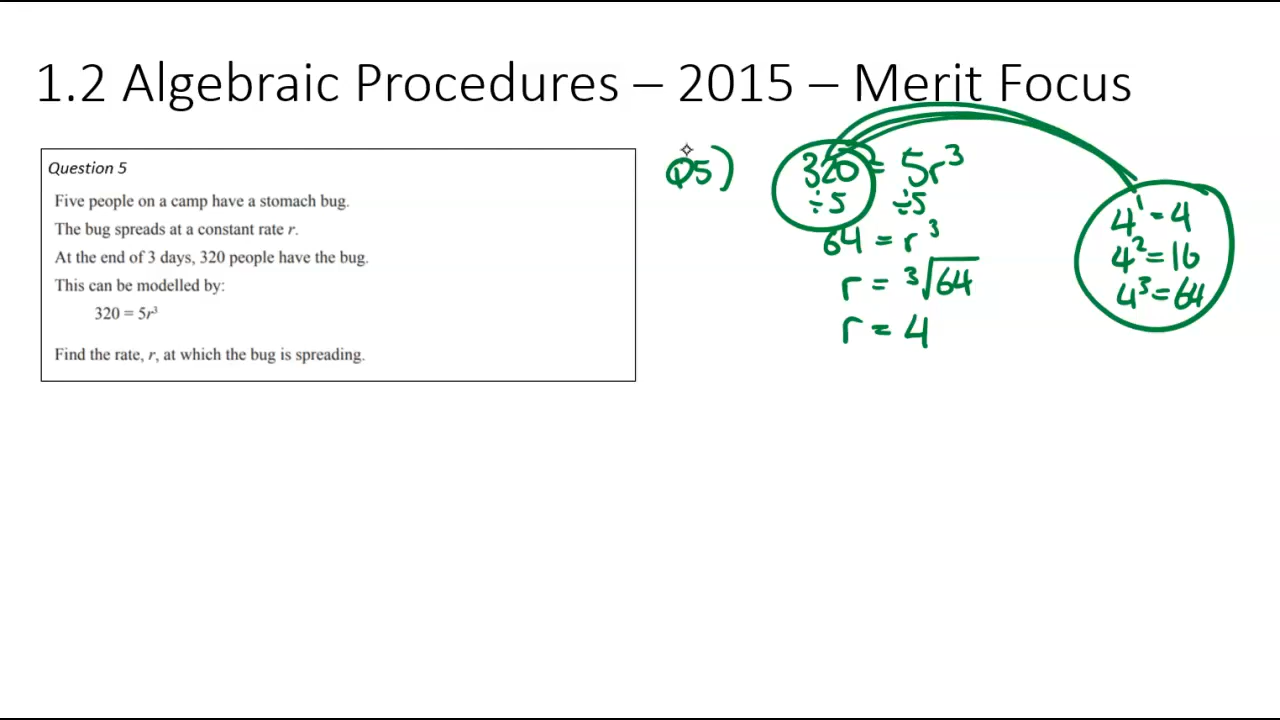 1.2 Algebraic Procedures – 2015 – Merit Focus
Question 5
Five people on a camp have a stomach bug.
The bug spreads at a constant rate r.
At the end of 3 days, 320 people have the bug.
This can be modelled by:
320 = 5r³
Find the rate, r, at which the bug is spreading.
Q5)
320 = 5r³
÷5 ÷5
64 = r³
r = ³√64
r = 4
4¹ = 4
4² = 16
4³ = 64